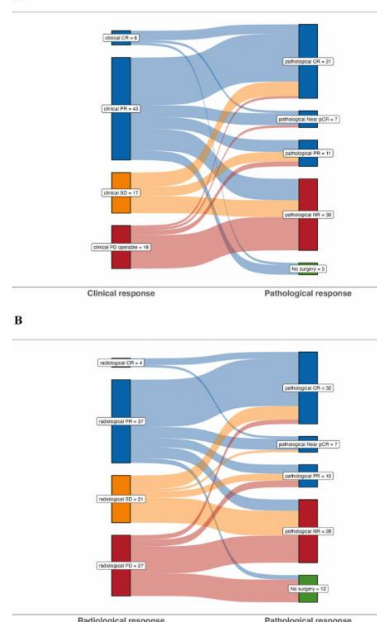 clinical CR = 6
pathological CR = 31
clinical PR = 43
pathological Near pCR = 7
pathological PR = 11
clinical SD = 17
pathological NR = 30
clinical PD operable = 18
No surgery = 5
Clinical response
Pathological response
B
radiological CR = 4
pathological CR = 32
radiological PR = 37
pathological Near pCR = 7
pathological PR = 10
radiological SD = 21
pathological NR = 28
radiological PD = 27
No surgery = 12
Radiological response
Pathological response